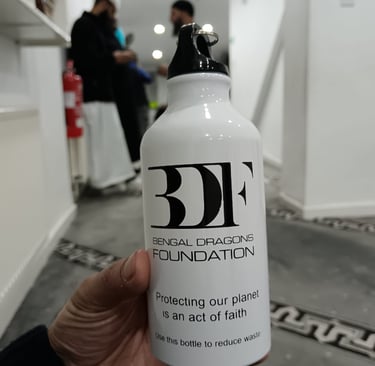 BDF
BENGAL DRAGONS
FOUNDATION
Protecting our planet
is an act of faith
Use this bottle to reduce waste